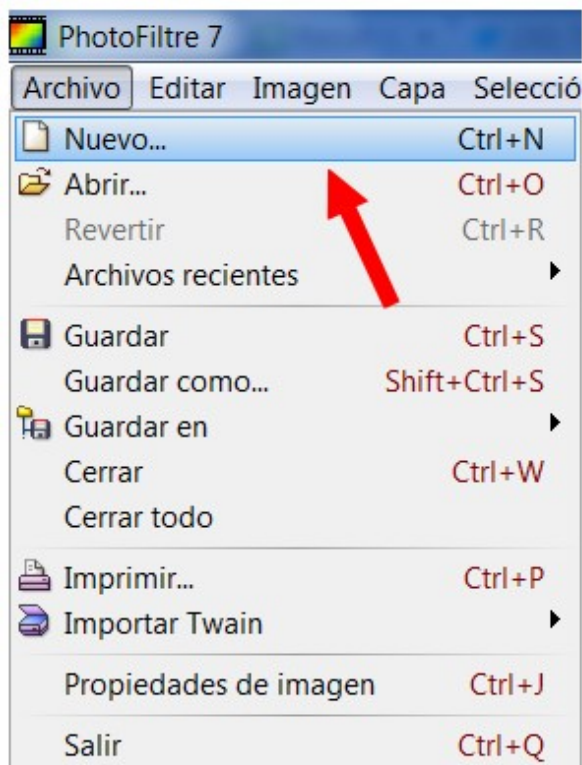 PhotoFiltre 7
Archivo Editar Imagen Capa Selecció
Nuevo... Ctrl+N
Abrir... Ctrl+O
Revertir Ctrl+R
Archivos recientes
Guardar Ctrl+S
Guardar como... Shift+Ctrl+S
Guardar en
Cerrar Ctrl+W
Cerrar todo
Imprimir... Ctrl+P
Importar Twain
Propiedades de imagen Ctrl+J
Salir Ctrl+Q